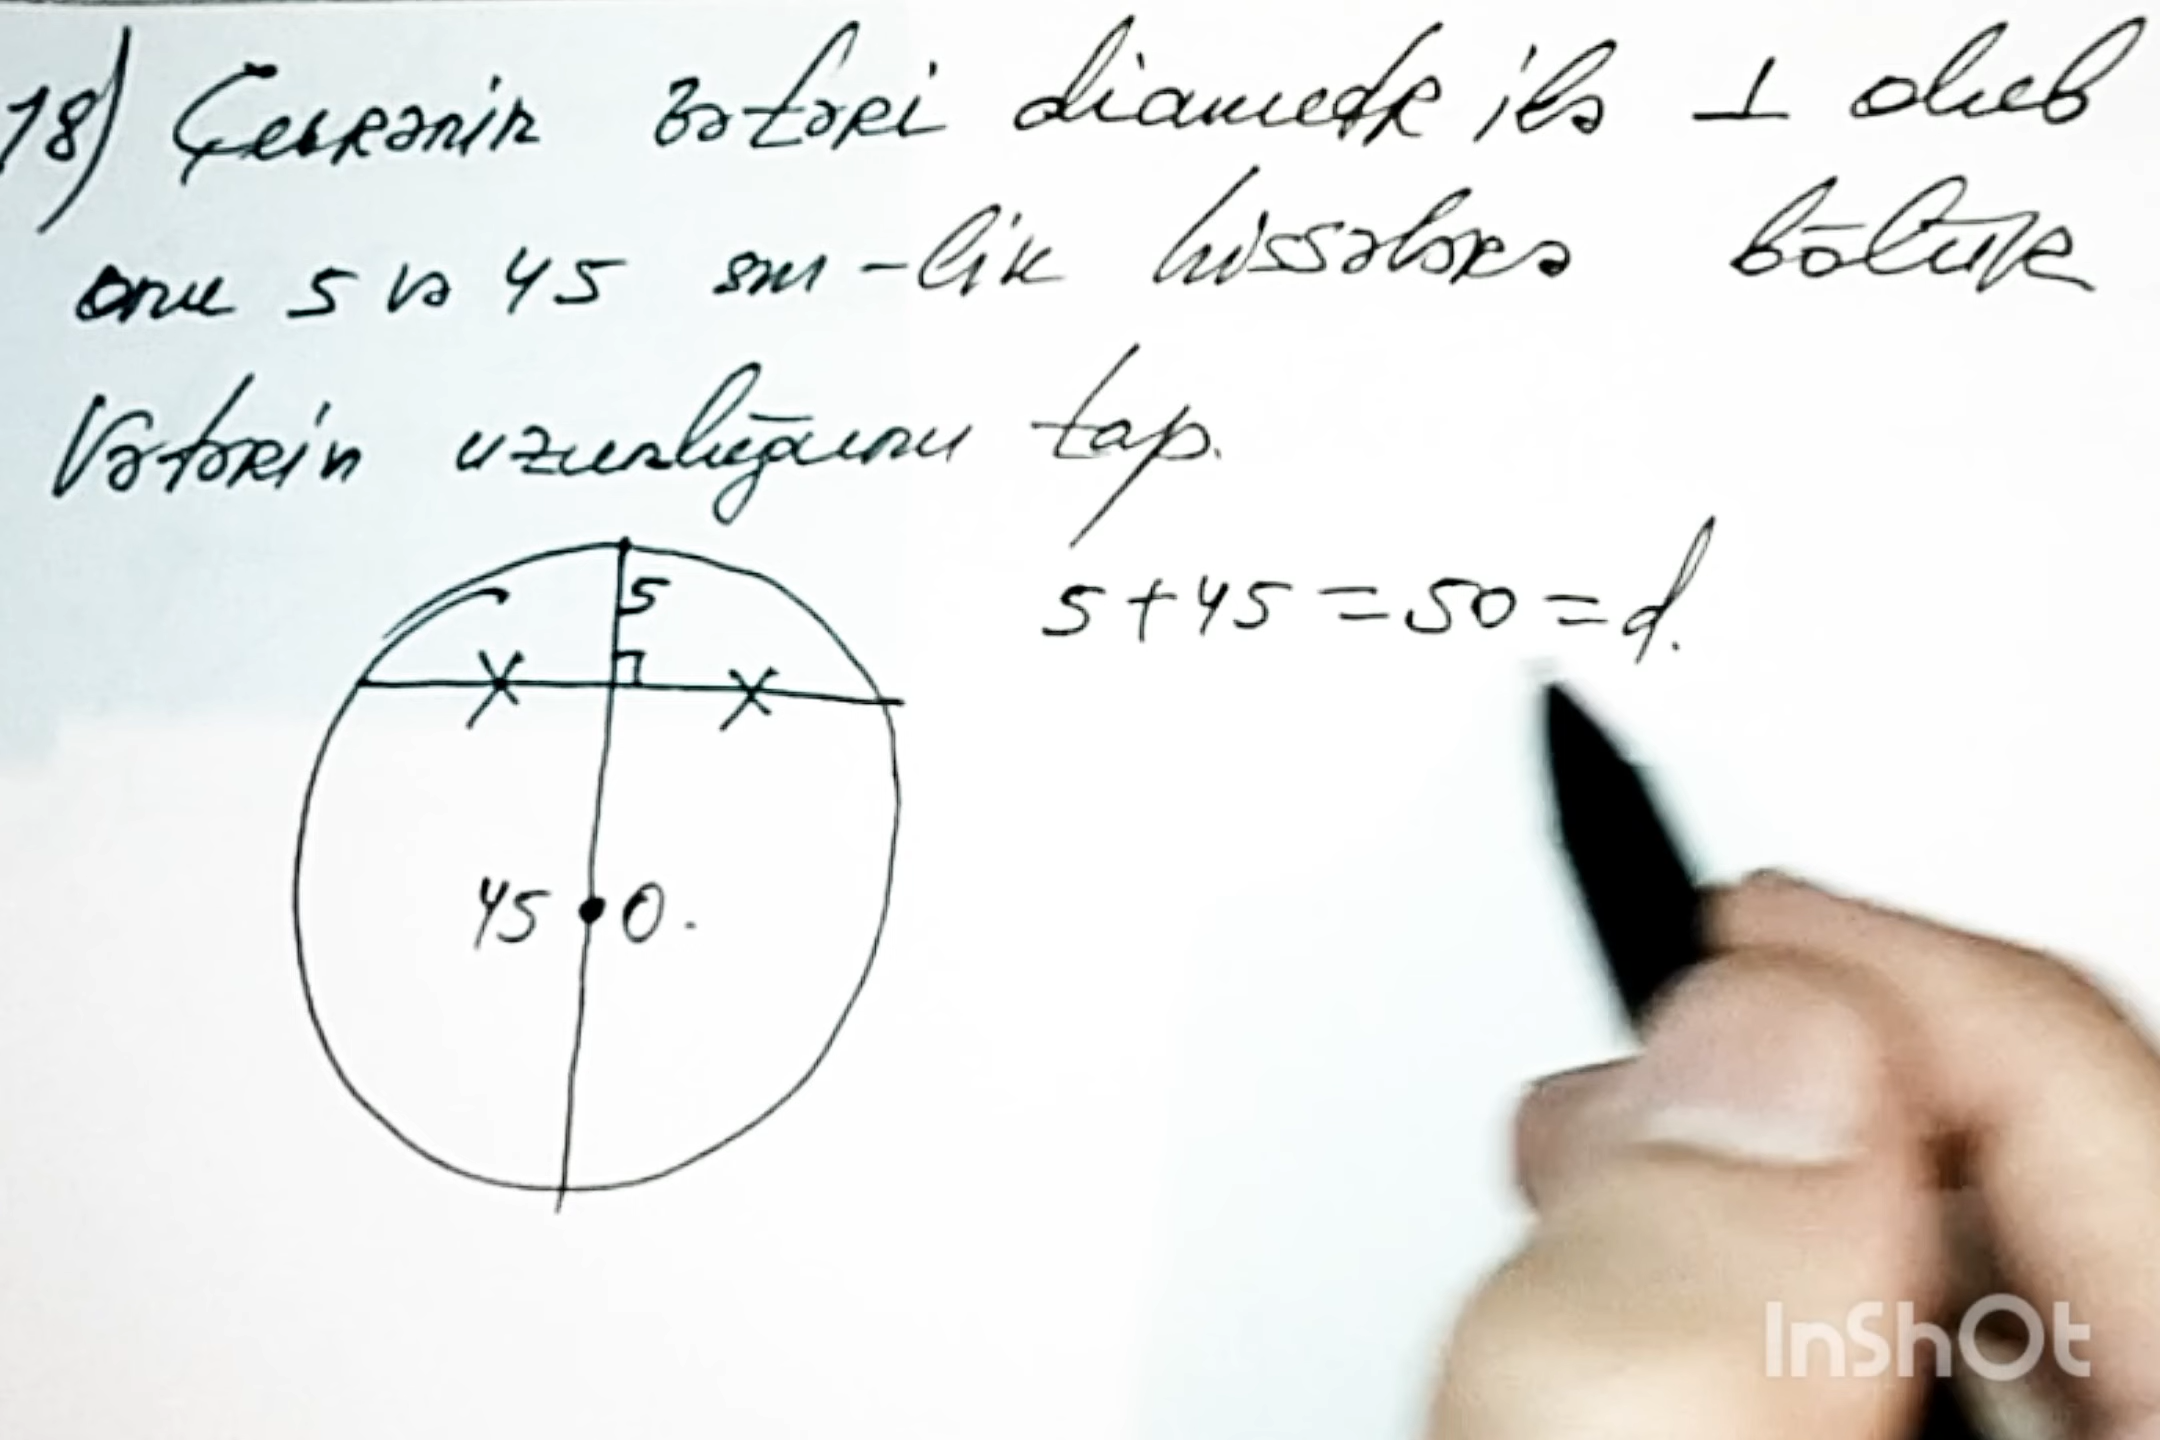 18) Çevrənin vətəri diametr ilə ⊥ olub
onu 5 və 45 sm-lik hissələrə bölür
Vətərin uzunluğunu tap.
5
5+45=50=d.
45 O.
InShOt